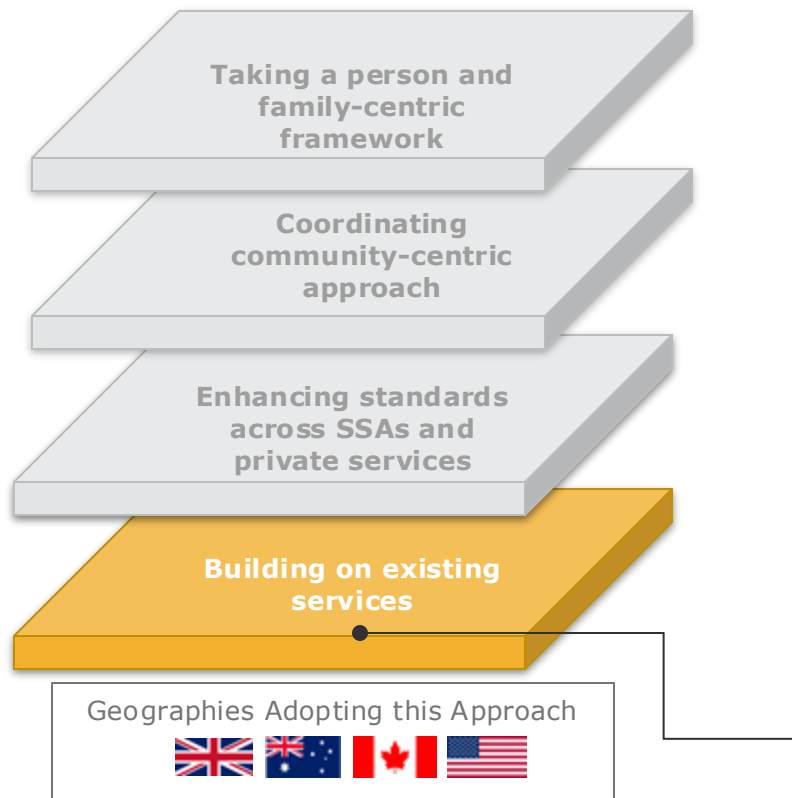 Taking a person and
family-centric
framework
Coordinating
community-centric
approach
Enhancing standards
across SSAs and
private services
Building on existing
services
Geographies Adopting this Approach